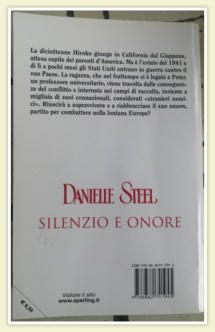 La diciottenne Hiroko giunge in California dal Giappone,
attesa ospite dei parenti d'America. Ma è l'estate del 1941 e
di lì a pochi mesi gli Stati Uniti entrano in guerra contro il
suo Paese. La ragazza, che nel frattempo si è legata a Peter,
un professore universitario, viene travolta dalle conseguen-
ze del conflitto e internata nei campi di raccolta, insieme a
migliaia di suoi connazionali, considerati «stranieri nemi-
ci». Riuscirà a sopravvivere e a riabbracciare il suo amore,
partito per combattere nella lontana Europa?
DANIELLE STEEL
SILENZIO E ONORE
Visitate il sito
www.sperling.it